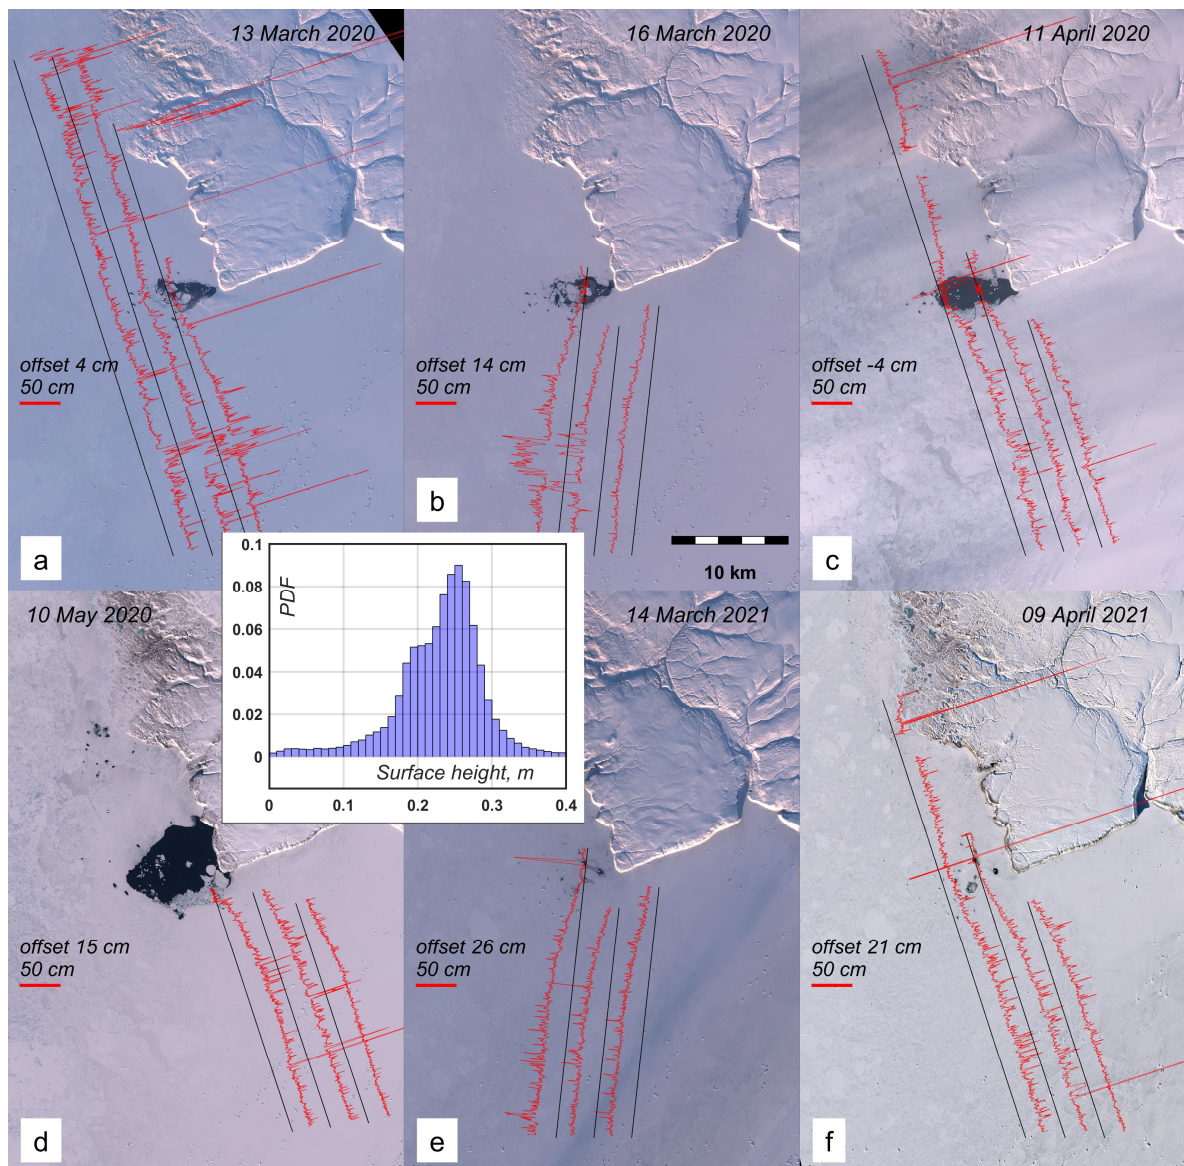 13 March 2020
offset 4 cm
50 cm
a
16 March 2020
offset 14 cm
50 cm
b
10 km
11 April 2020
offset -4 cm
50 cm
c
10 May 2020
offset 15 cm
50 cm
d
0.1
0.08
0.06
0.04
0.02
0
PDF
Surface height, m
0 0.1 0.2 0.3 0.4
14 March 2021
offset 26 cm
50 cm
e
09 April 2021
offset 21 cm
50 cm
f